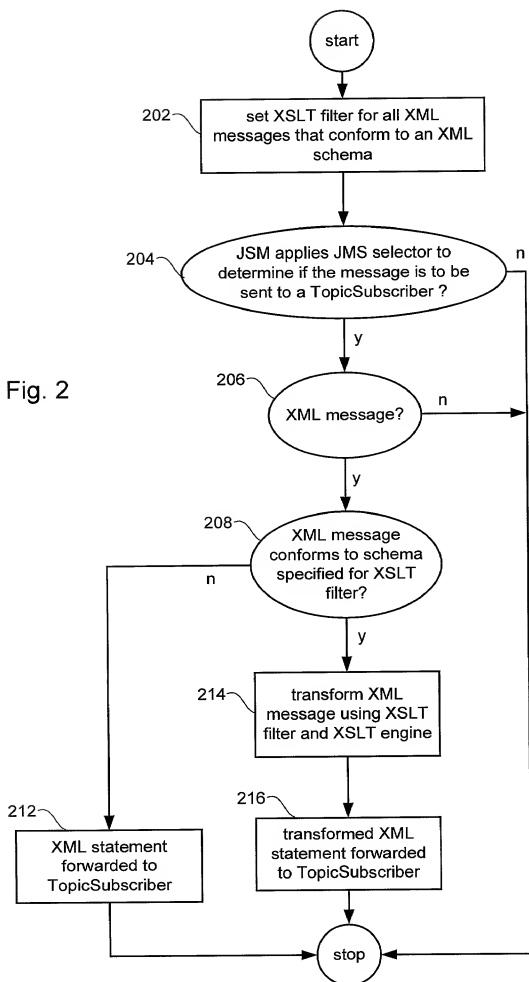 start
202
set XSLT filter for all XML
messages that conform to an XML
schema
204
JSM applies JMS selector to
determine if the message is to be
sent to a TopicSubscriber ?
n
y
Fig. 2
206
XML message?
n
y
208
XML message
conforms to schema
specified for XSLT
filter?
n
y
214
transform XML
message using XSLT
filter and XSLT engine
212
XML statement
forwarded to
TopicSubscriber
216
transformed XML
statement forwarded
to TopicSubscriber
stop